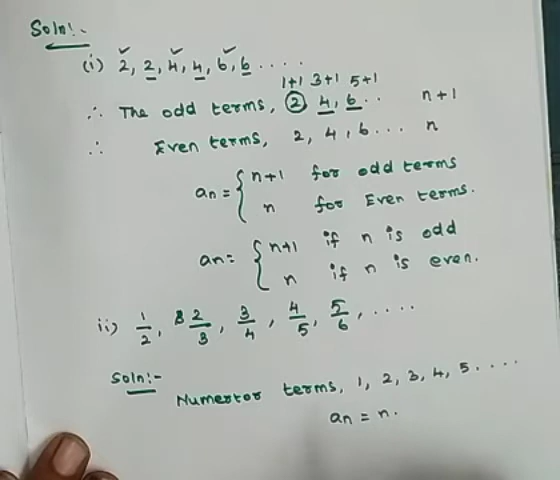 Soln:-
(i) 2, 2, 4, 4, 6, 6 ....
1+1 3+1 5+1
∴ The odd terms, 2 4, 6.. n+1
∴ Even terms, 2, 4, 6... n
an = { n+1 for odd terms
n for Even terms.
an = { n+1 if n is odd
n if n is even.
ii) 1/2, 2/3, 3/4, 4/5, 5/6, ....
Soln:-
Numertor terms, 1, 2, 3, 4, 5....
an = n.